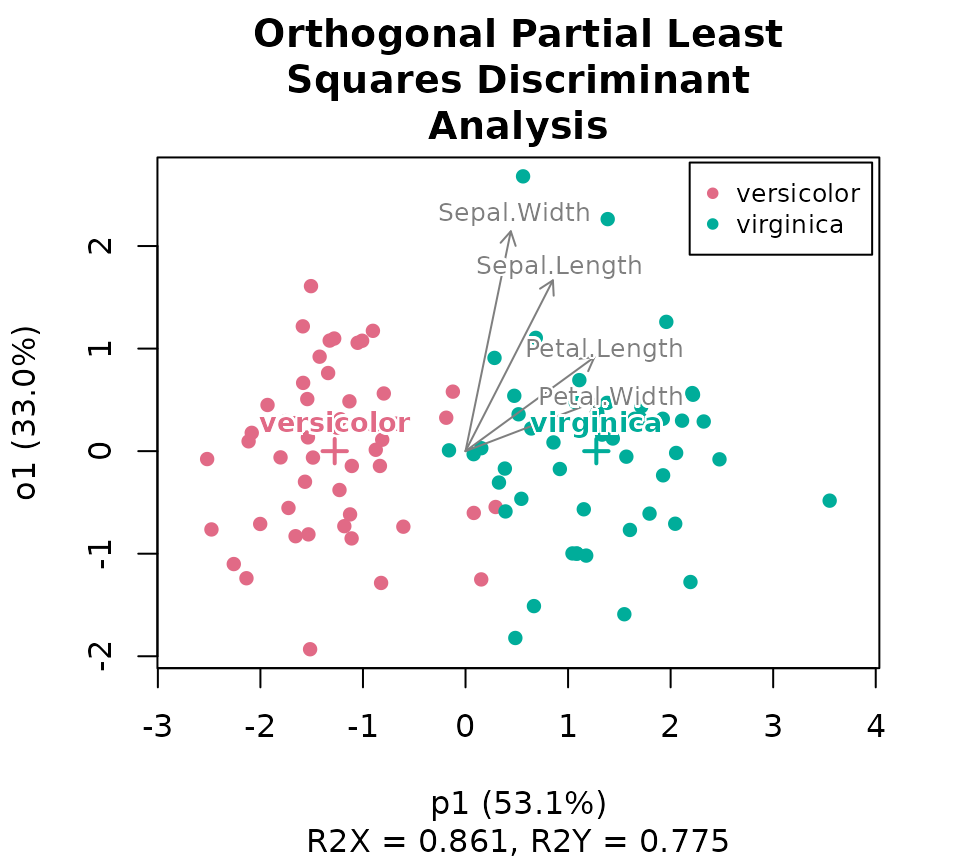 Orthogonal Partial Least
Squares Discriminant
Analysis
versicolor
virginica
Sepal.Width
Sepal.Length
Petal.Length
Petal.Width
versicolor
virginica
2
1
0
-1
-2
o1 (33.0%)
-3 -2 -1 0 1 2 3 4
p1 (53.1%)
R2X = 0.861, R2Y = 0.775